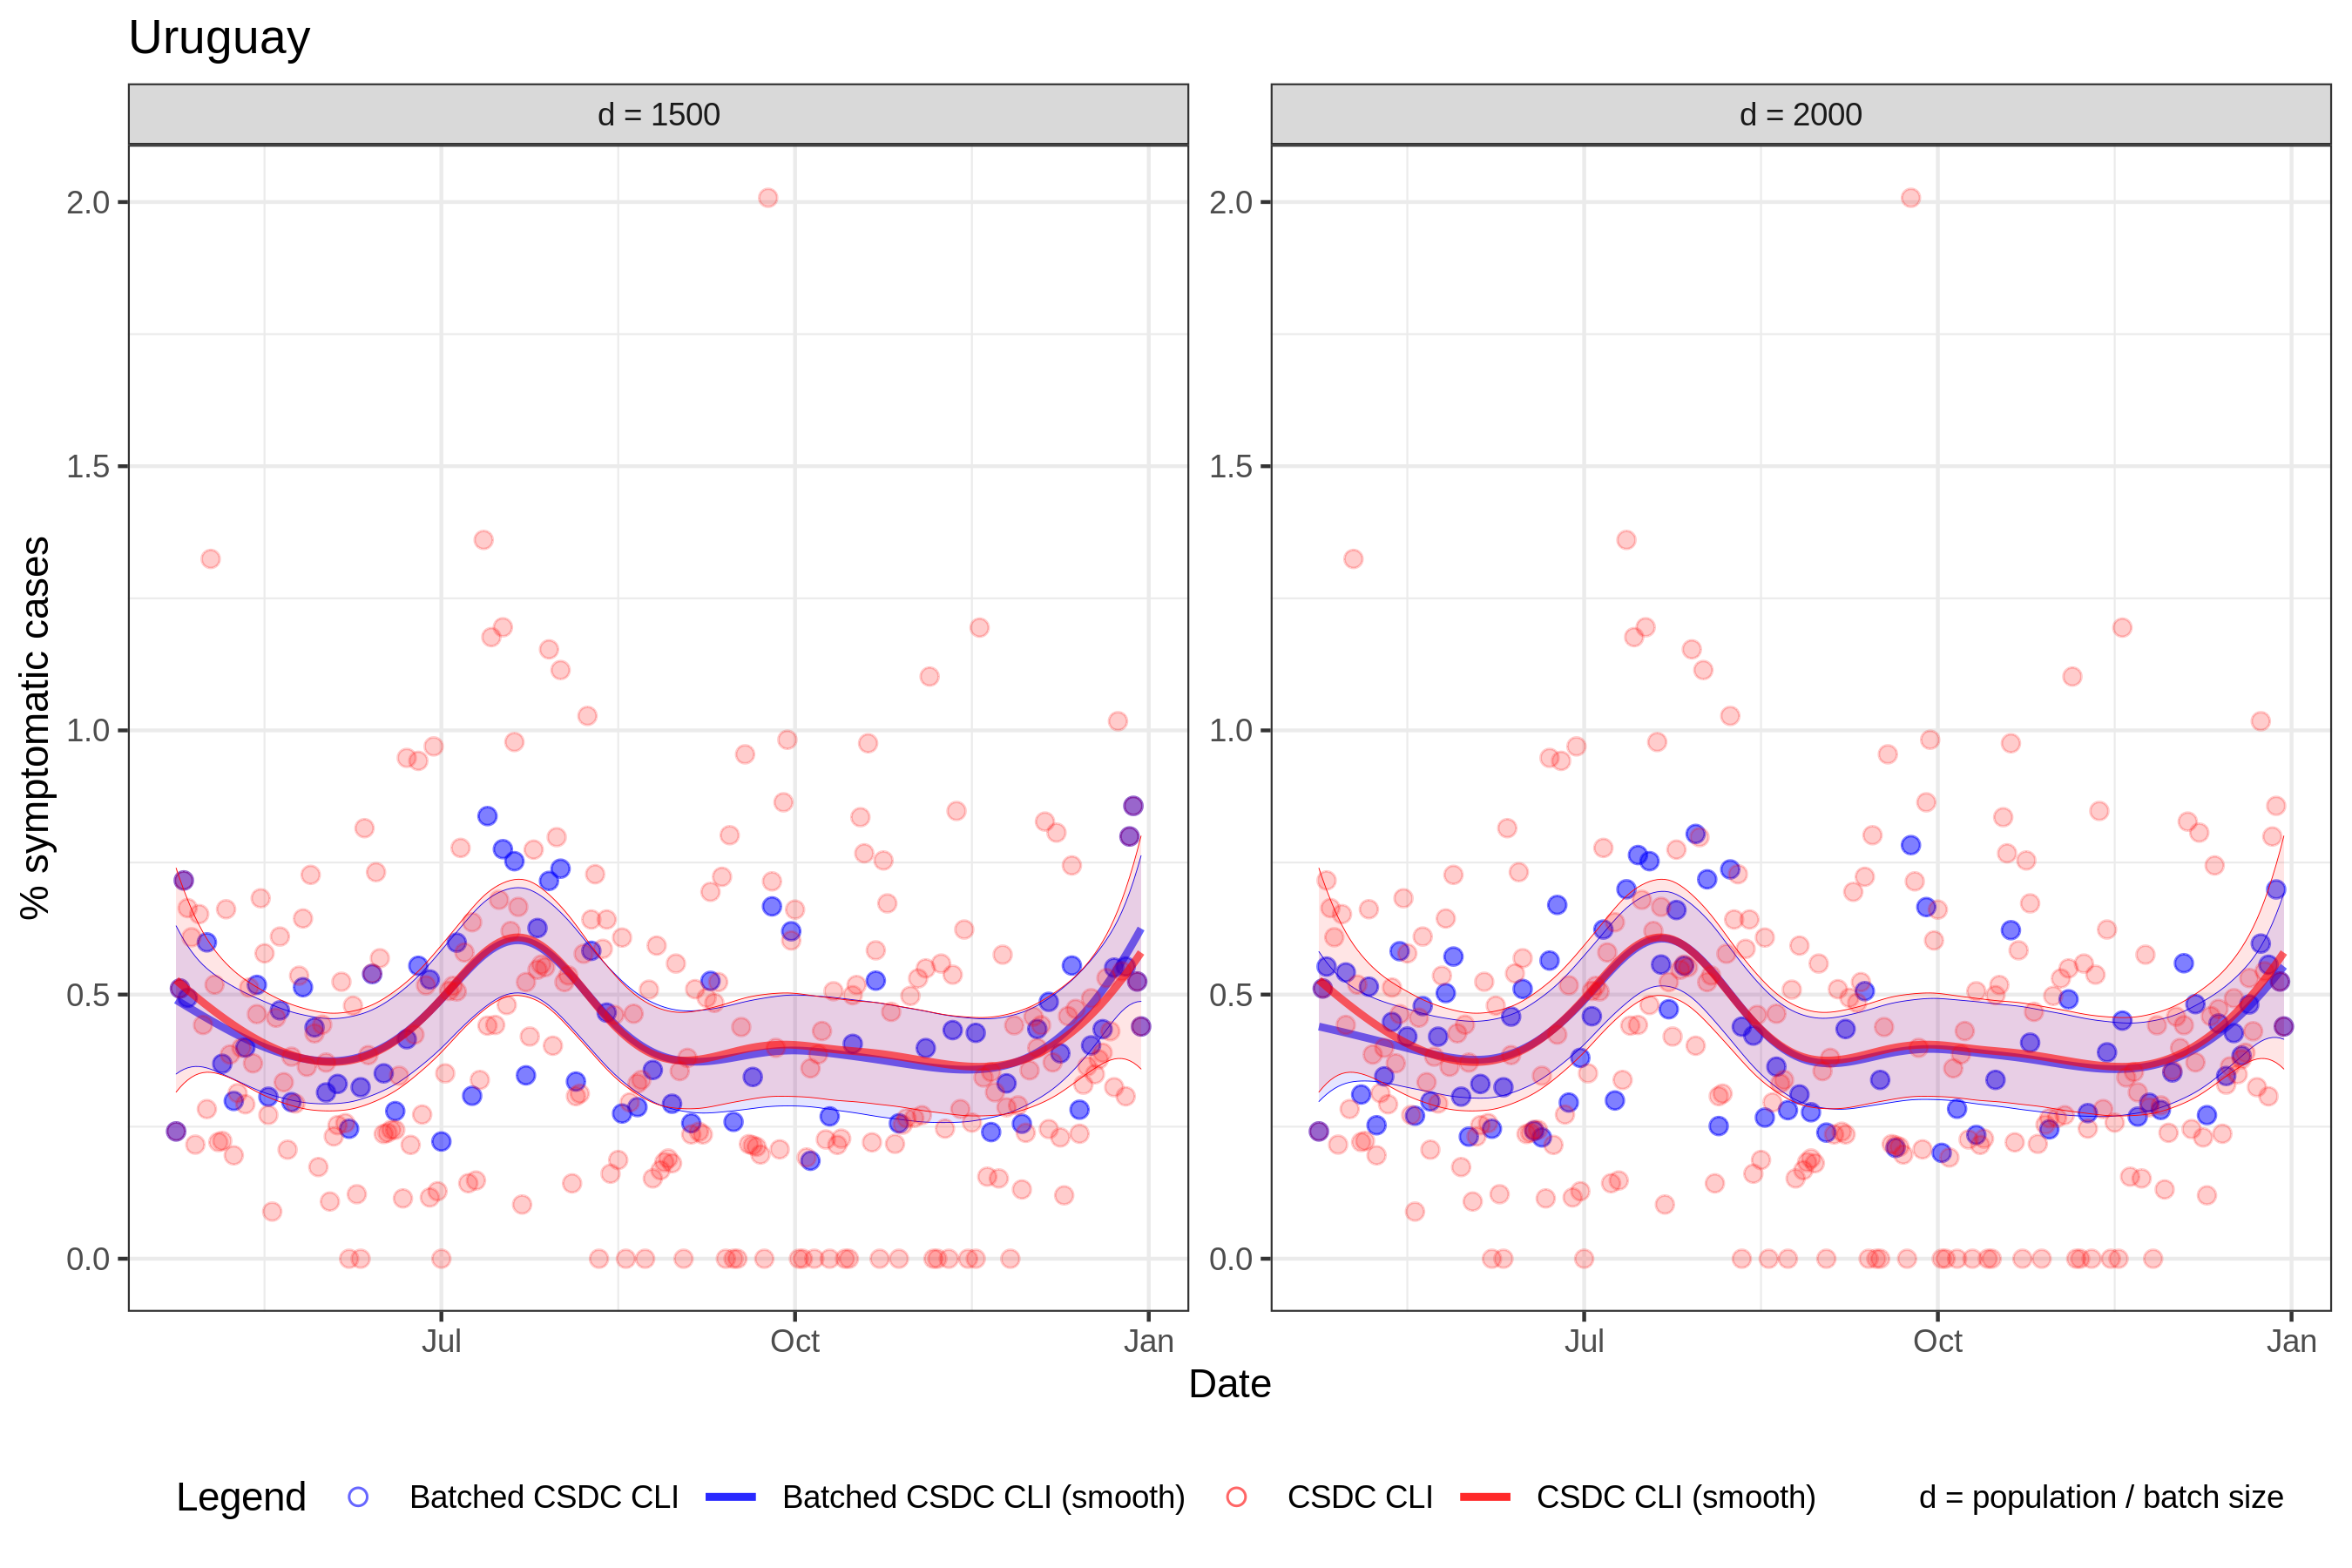 Uruguay
d = 1500
d = 2000
% symptomatic cases
2.0
1.5
1.0
0.5
0.0
2.0
1.5
1.0
0.5
0.0
Jul
Oct
Jan
Jul
Oct
Jan
Date
Legend
Batched CSDC CLI
Batched CSDC CLI (smooth)
CSDC CLI
CSDC CLI (smooth)
d = population / batch size